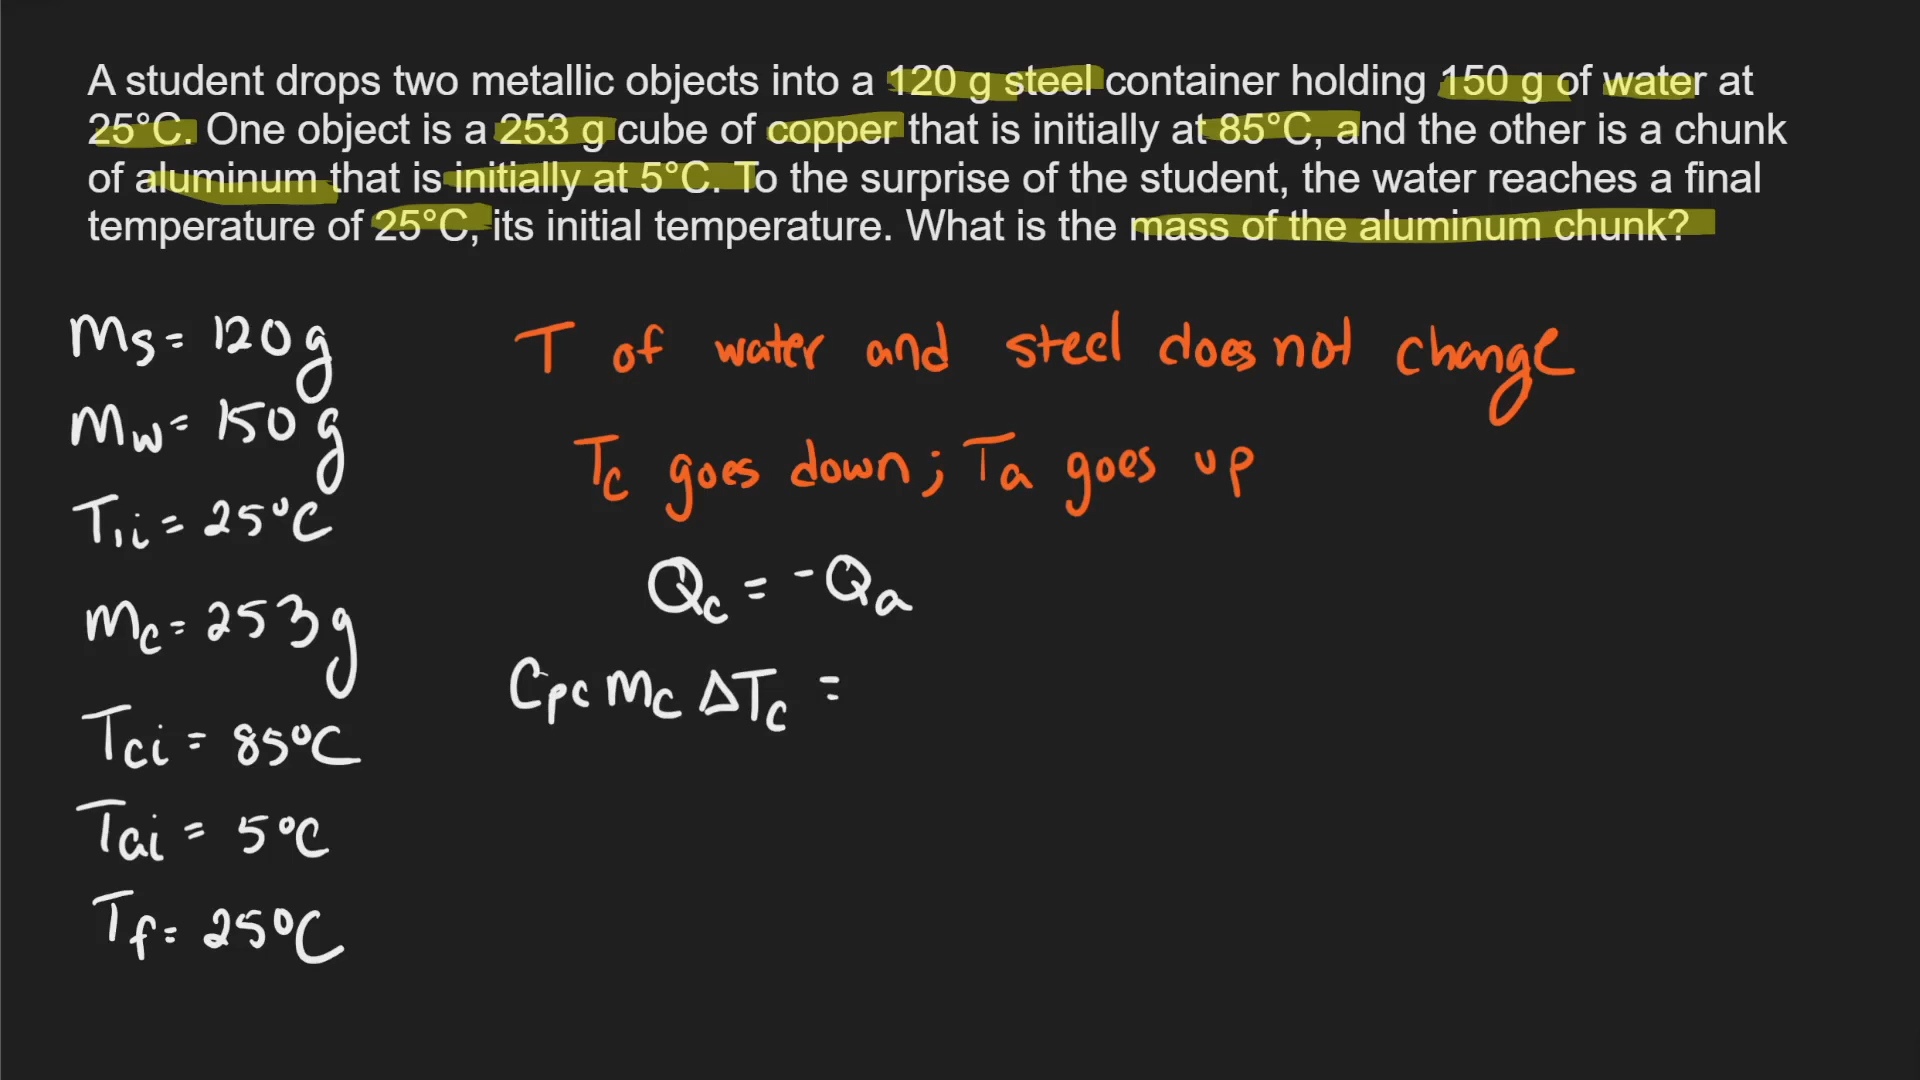 A student drops two metallic objects into a 120 g steel container holding 150 g of water at
25°C. One object is a 253 g cube of copper that is initially at 85°C, and the other is a chunk
of aluminum that is initially at 5°C. To the surprise of the student, the water reaches a final
temperature of 25°C, its initial temperature. What is the mass of the aluminum chunk?
ms = 120g
mw = 150g
T1i = 25°C
mc = 253g
Tci = 85°C
Tai = 5°C
Tf = 25°C
T of water and steel does not change
Tc goes down; Ta goes up
Qc = -Qa
Cpc mc ΔTc =